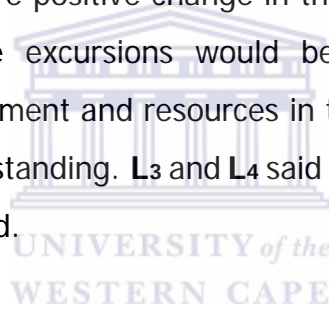 e positive change in th
e excursions would be
ment and resources in t
standing. L3 and L4 said
d.
UNIVERSITY of the
WESTERN CAPE